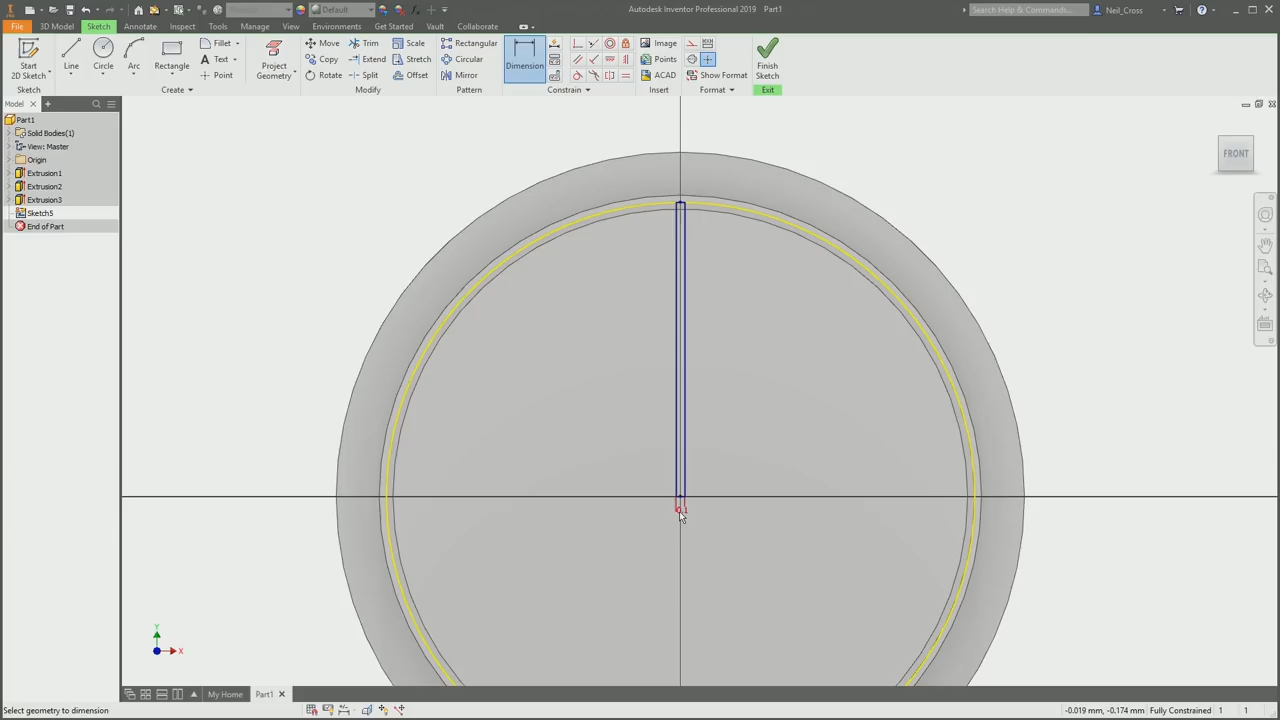 Default
Autodesk Inventor Professional 2019 Part1
Search Help & Commands...
Neil_Cross
File
3D Model
Sketch
Annotate
Inspect
Tools
Manage
View
Environments
Get Started
Vault
Collaborate
Start
2D Sketch
Line
Circle
Arc
Rectangle
Fillet
Text
Point
Project
Geometry
Move
Copy
Rotate
Trim
Extend
Split
Scale
Stretch
Offset
Rectangular
Circular
Mirror
Dimension
Image
Points
ACAD
Show Format
Finish
Sketch
Sketch
Create
Modify
Pattern
Constrain
Insert
Format
Exit
Model
Part1
Solid Bodies(1)
View: Master
Origin
Extrusion1
Extrusion2
Extrusion3
Sketch5
End of Part
FRONT
Y
X
My Home
Part1
Select geometry to dimension
-0.019 mm, -0.174 mm
Fully Constrained
1
1